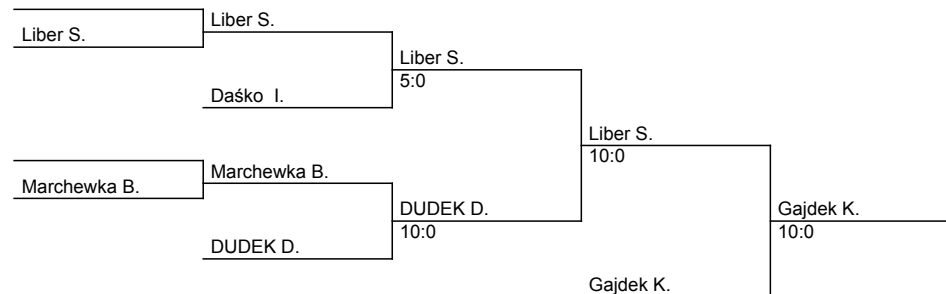 Liber S.
Liber S.
Liber S.
5:0
Daśko I.
Liber S.
10:0
Marchewka B.
Marchewka B.
DUDEK D.
10:0
DUDEK D.
Gajdek K.
10:0
Gajdek K.